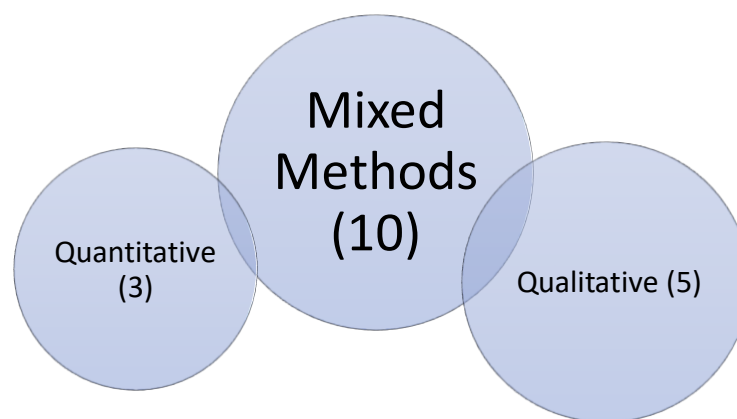 Mixed
Methods
(10)
Quantitative
(3)
Qualitative (5)